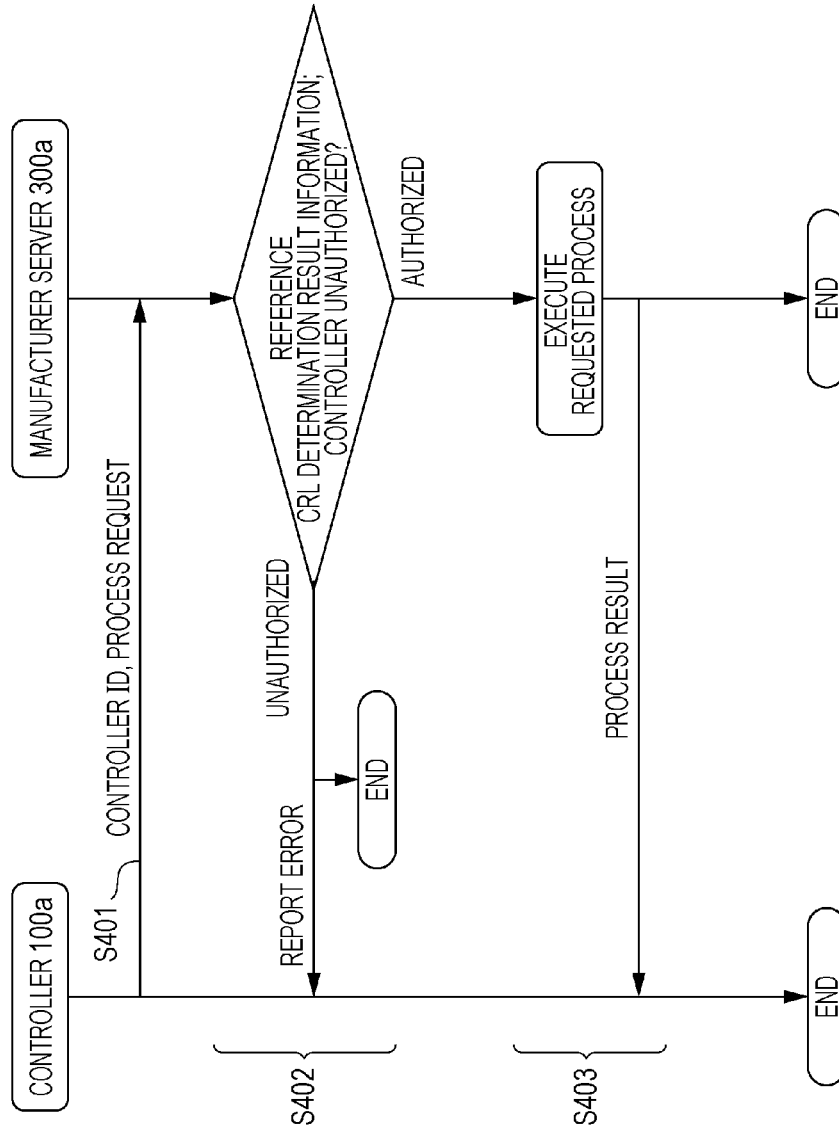 CONTROLLER 100a
MANUFACTURER SERVER 300a
S401
CONTROLLER ID, PROCESS REQUEST
S402
REPORT ERROR
UNAUTHORIZED
REFERENCE
CRL DETERMINATION RESULT INFORMATION;
CONTROLLER UNAUTHORIZED?
END
AUTHORIZED
S403
EXECUTE
REQUESTED PROCESS
PROCESS RESULT
END
END